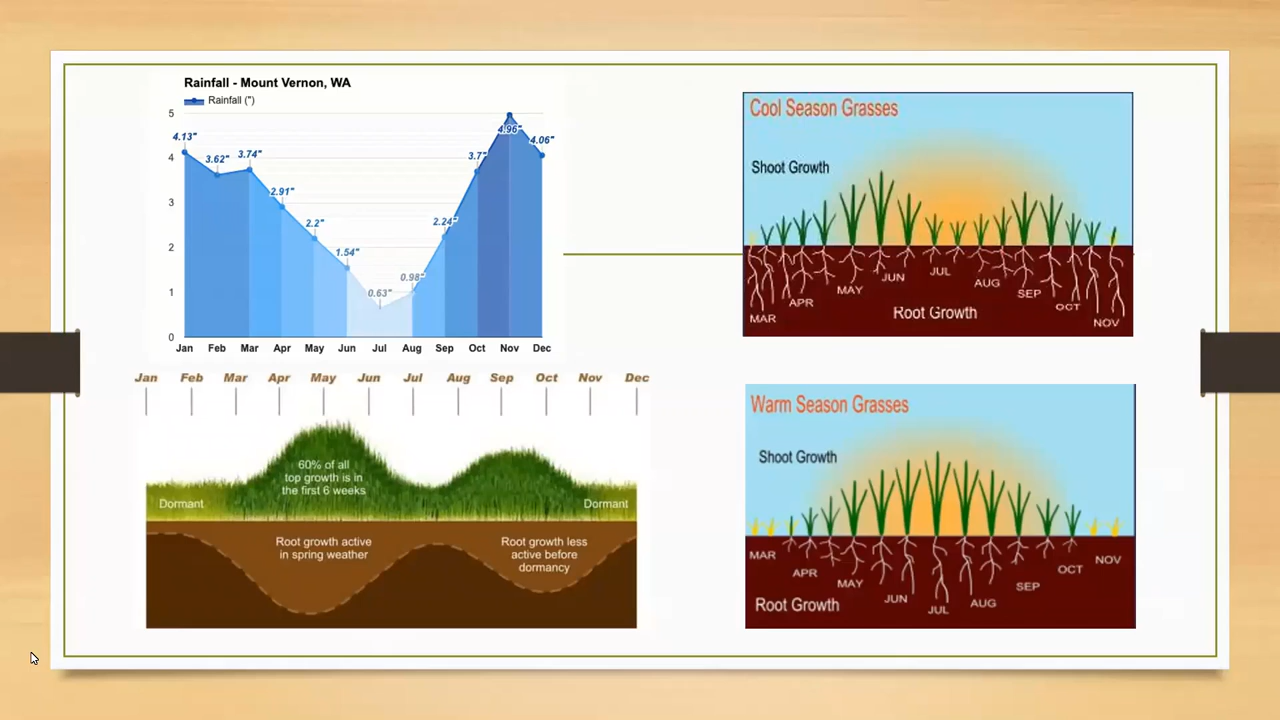 Rainfall - Mount Vernon, WA
Rainfall (")
5
4
3
2
1
0
4.13"
3.62"
3.74"
2.91"
2.2"
1.54"
0.63"
0.98"
2.24"
3.7"
4.96"
4.06"
Jan Feb Mar Apr May Jun Jul Aug Sep Oct Nov Dec
Jan Feb Mar Apr May Jun Jul Aug Sep Oct Nov Dec
60% of all
top growth is in
the first 6 weeks
Dormant
Dormant
Root growth active
in spring weather
Root growth less
active before
dormancy
Cool Season Grasses
Shoot Growth
MAR
APR
MAY
JUN
JUL
AUG
SEP
OCT
NOV
Root Growth
Warm Season Grasses
Shoot Growth
MAR
APR
MAY
JUN
JUL
AUG
SEP
OCT
NOV
Root Growth